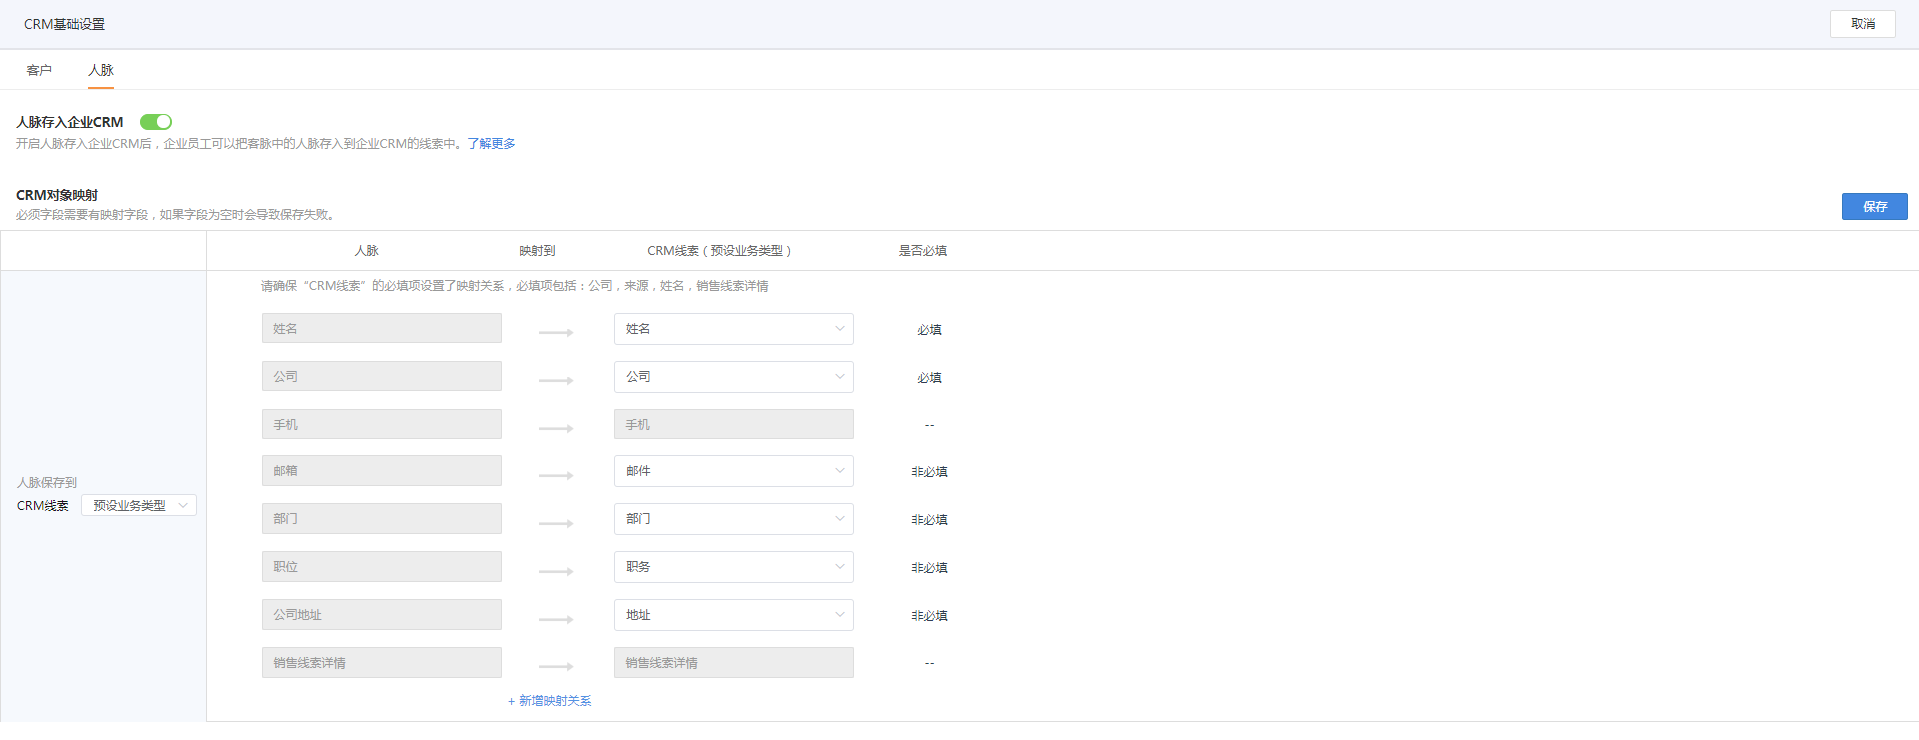 CRM基础设置
取消
客户 人脉
人脉存入企业CRM
开启人脉存入企业CRM后，企业员工可以把客脉中的人脉存入到企业CRM的线索中。了解更多
CRM对象映射
必须字段需要有映射字段，如果字段为空时会导致保存失败。
保存
人脉 映射到 CRM线索（预设业务类型） 是否必填
请确保“CRM线索”的必填项设置了映射关系，必填项包括：公司，来源，姓名，销售线索详情
姓名 姓名 必填
公司 公司 必填
手机 手机 --
邮箱 邮件 非必填
人脉保存到
CRM线索 预设业务类型
部门 部门 非必填
职位 职务 非必填
公司地址 地址 非必填
销售线索详情 销售线索详情 --
+ 新增映射关系